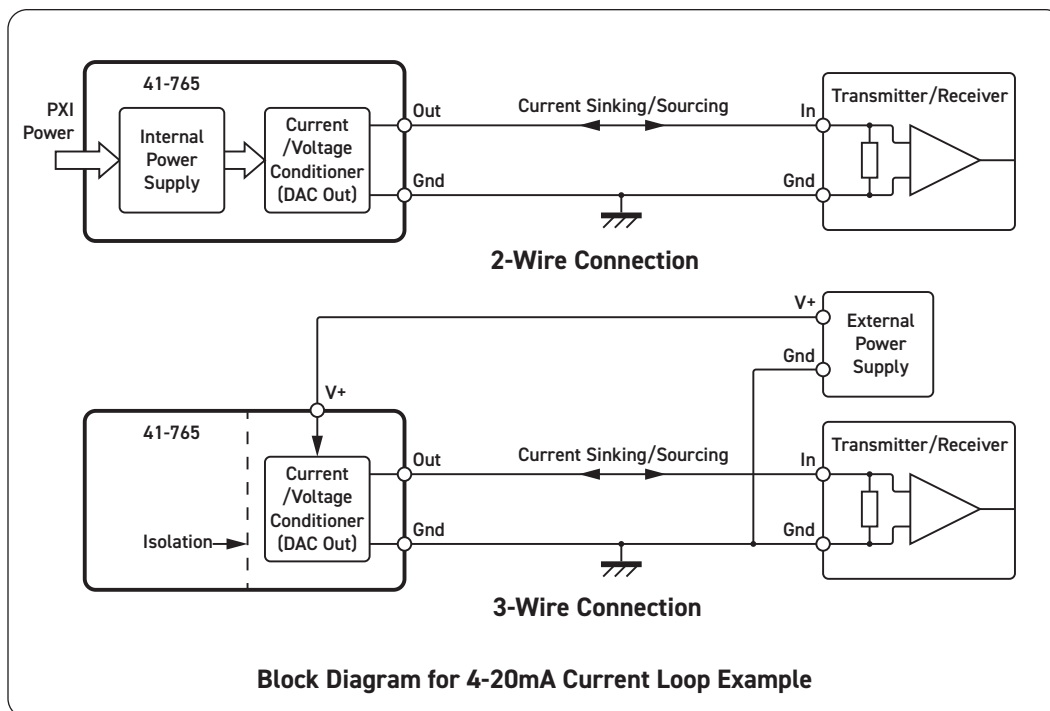 41-765
PXI
Power
Internal
Power
Supply
Current
/Voltage
Conditioner
(DAC Out)
Out
Gnd
Current Sinking/Sourcing
In
Gnd
Transmitter/Receiver
2-Wire Connection
V+
Gnd
External
Power
Supply
V+
41-765
Isolation
Current
/Voltage
Conditioner
(DAC Out)
Out
Gnd
Current Sinking/Sourcing
In
Gnd
Transmitter/Receiver
3-Wire Connection
Block Diagram for 4-20mA Current Loop Example